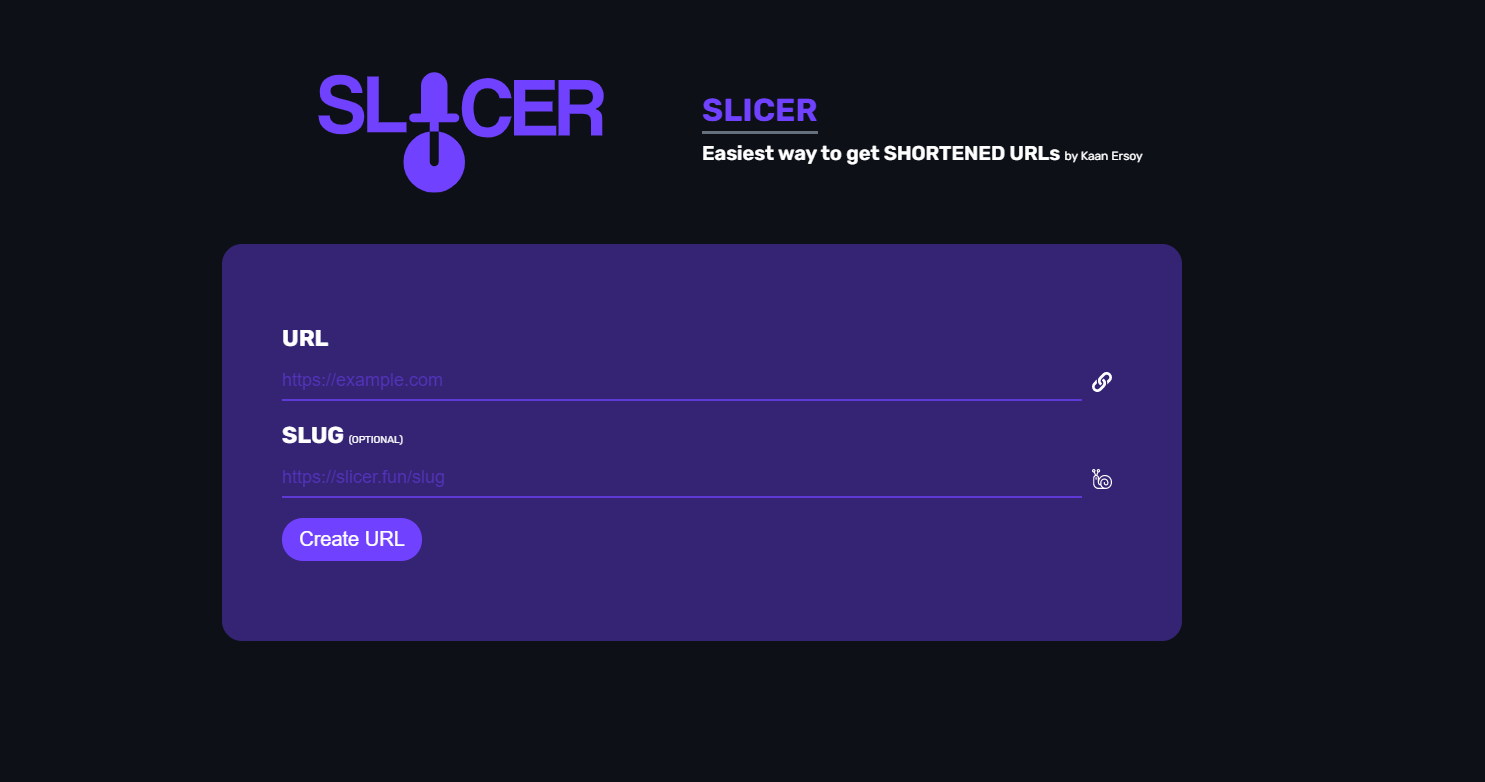 SLICER
SLICER
Easiest way to get SHORTENED URLs by Kaan Ersoy
URL
https://example.com
SLUG (OPTIONAL)
https://slicer.fun/slug
Create URL